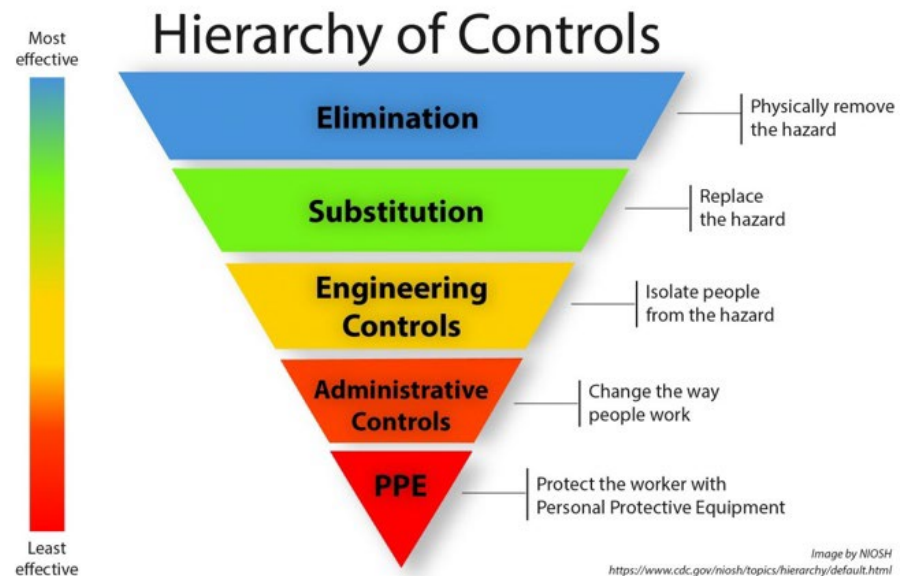 Hierarchy of Controls
Most
effective
Elimination
Physically remove
the hazard
Substitution
Replace
the hazard
Engineering
Controls
Isolate people
from the hazard
Administrative
Controls
Change the way
people work
PPE
Protect the worker with
Personal Protective Equipment
Least
effective
Image by NIOSH
https://www.cdc.gov/niosh/topics/hierarchy/default.html